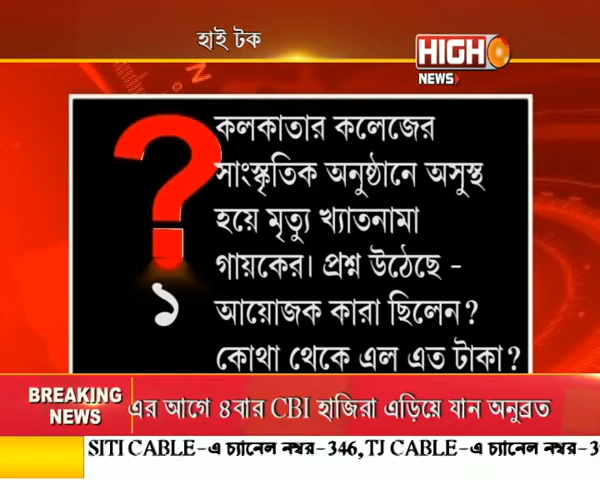 হাই টক
HIGH
NEWS
?
১
কলকাতার কলেজের
সাংস্কৃতিক অনুষ্ঠানে অসুস্থ
হয়ে মৃত্যু খ্যাতনামা
গায়কের। প্রশ্ন উঠেছে -
আয়োজক কারা ছিলেন?
কোথা থেকে এল এত টাকা?
BREAKING
NEWS
এর আগে ৪বার CBI হাজিরা এড়িয়ে যান অনুব্রত
SITI CABLE-এ চ্যানেল নম্বর-346,TJ CABLE-এ চ্যানেল নম্বর-3